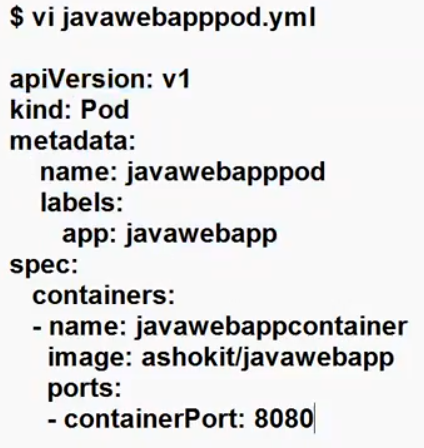 $ vi javawebapppod.yml
apiVersion: v1
kind: Pod
metadata:
name: javawebapppod
labels:
app: javawebapp
spec:
containers:
- name: javawebappcontainer
image: ashokit/javawebapp
ports:
- containerPort: 8080